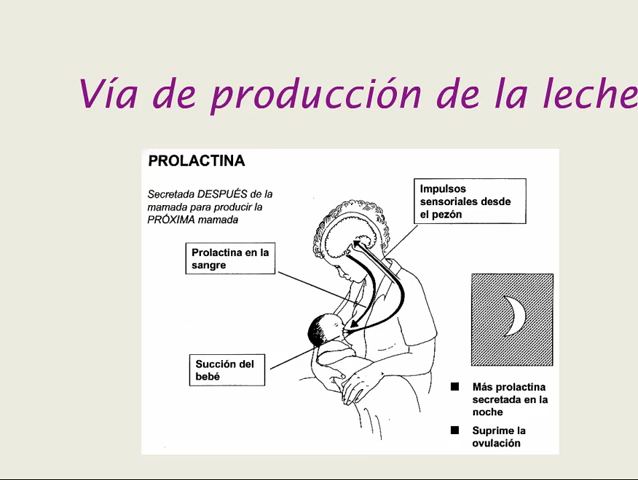 Vía de producción de la leche
PROLACTINA
Secretada DESPUÉS de la
mamada para producir la
PRÓXIMA mamada
Impulsos
sensoriales desde
el pezón
Prolactina en la
sangre
Succión del
bebé
Más prolactina
secretada en la
noche
Suprime la
ovulación